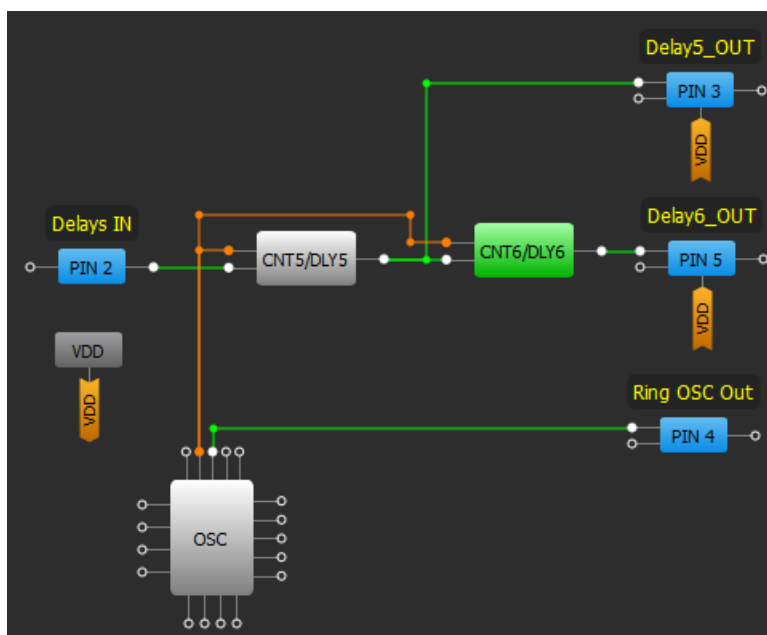 Delay5_OUT
PIN 3
VDD
Delays IN
PIN 2
CNT5/DLY5
CNT6/DLY6
Delay6_OUT
PIN 5
VDD
VDD
VDD
Ring OSC Out
PIN 4
OSC